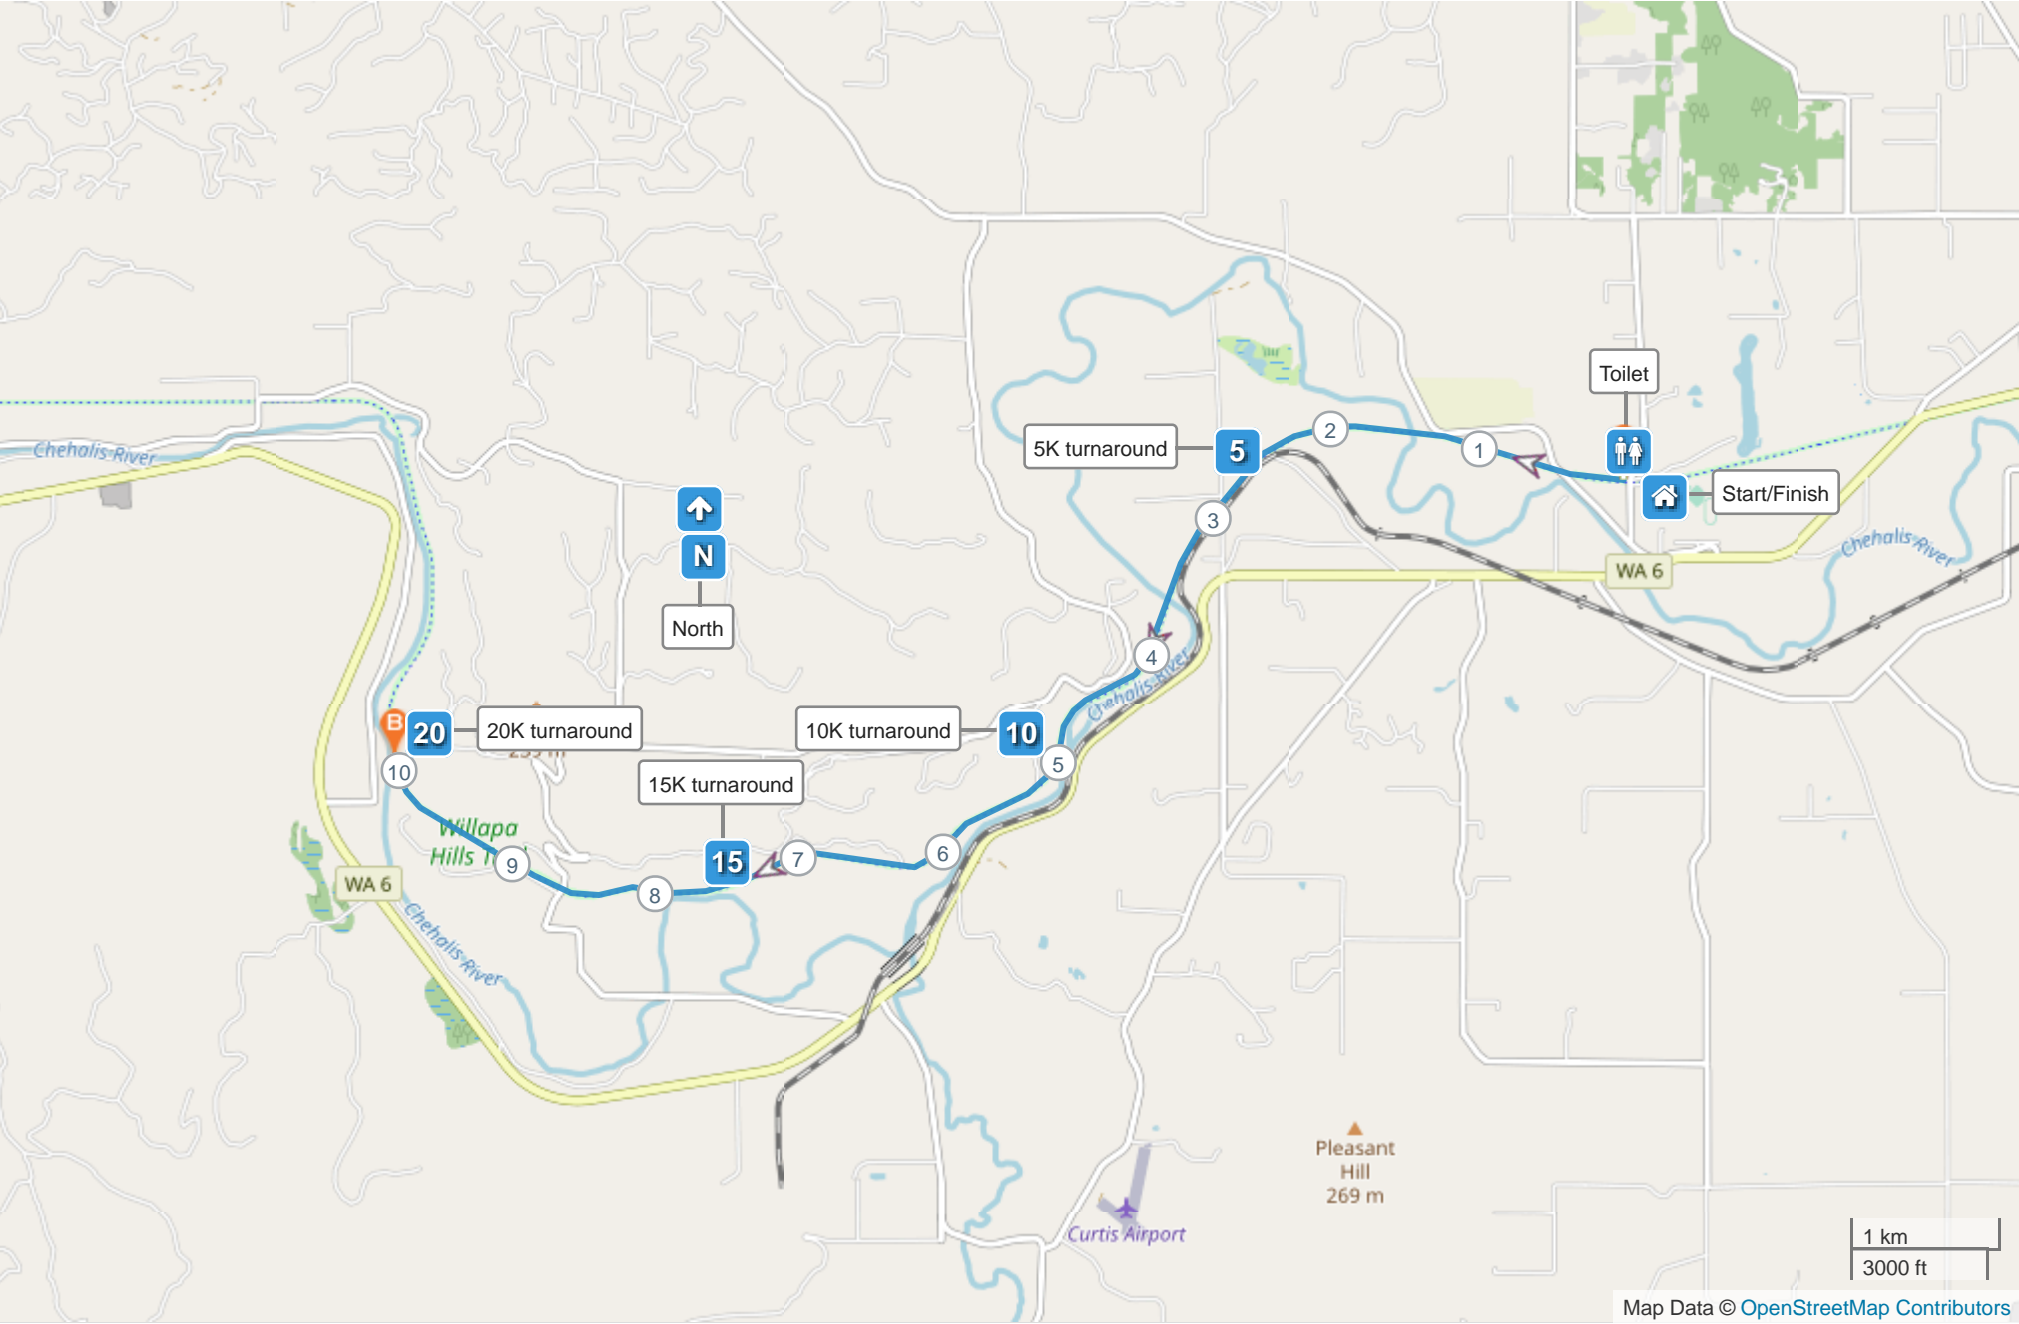 Toilet
Chehalis River
5K turnaround
5
2
1
Start/Finish
3
N
Chehalis River
WA 6
North
4
Chehalis River
B
20
20K turnaround
10K turnaround
10
10
5
15K turnaround
Willapa
Hills
15
7
6
9
8
WA 6
Chehalis River
Pleasant
Hill
269 m
Curtis Airport
1 km
3000 ft
Map Data © OpenStreetMap Contributors